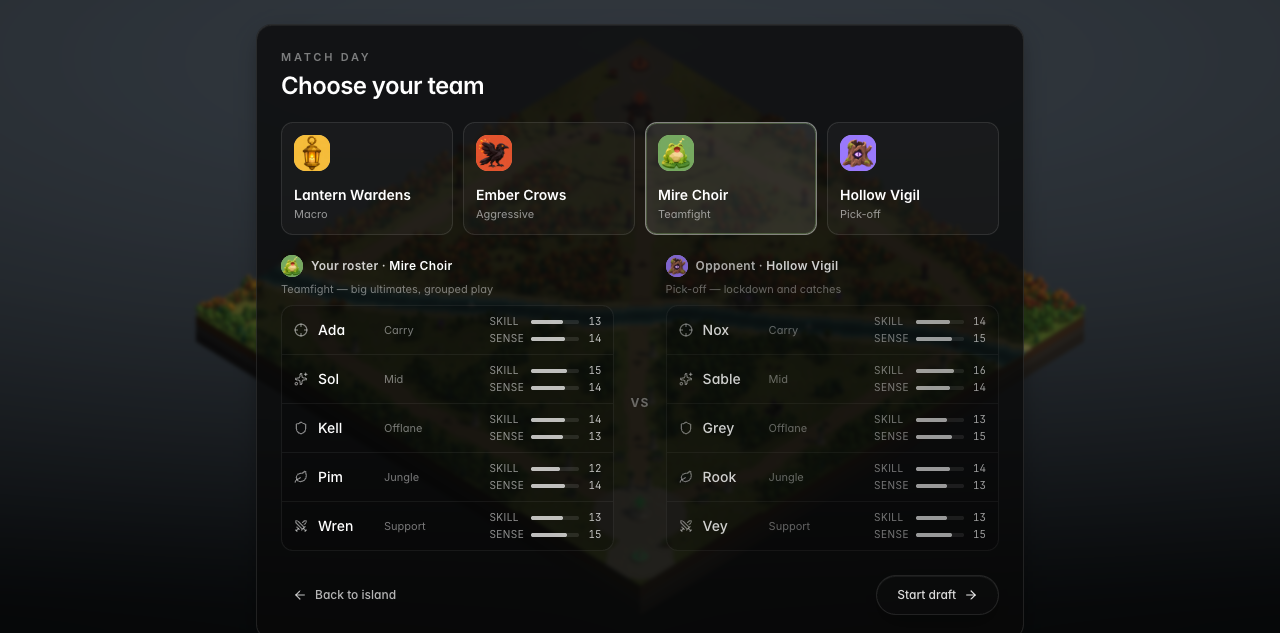 MATCH DAY
Choose your team
Lantern Wardens
Macro
Ember Crows
Aggressive
Mire Choir
Teamfight
Hollow Vigil
Pick-off
Your roster · Mire Choir
Teamfight — big ultimates, grouped play
Ada Carry SKILL 13
SENSE 14
Sol Mid SKILL 15
SENSE 14
Kell Offlane SKILL 14
SENSE 13
Pim Jungle SKILL 12
SENSE 14
Wren Support SKILL 13
SENSE 15
VS
Opponent · Hollow Vigil
Pick-off — lockdown and catches
Nox Carry SKILL 14
SENSE 15
Sable Mid SKILL 16
SENSE 14
Grey Offlane SKILL 13
SENSE 15
Rook Jungle SKILL 14
SENSE 13
Vey Support SKILL 13
SENSE 15
Back to island
Start draft